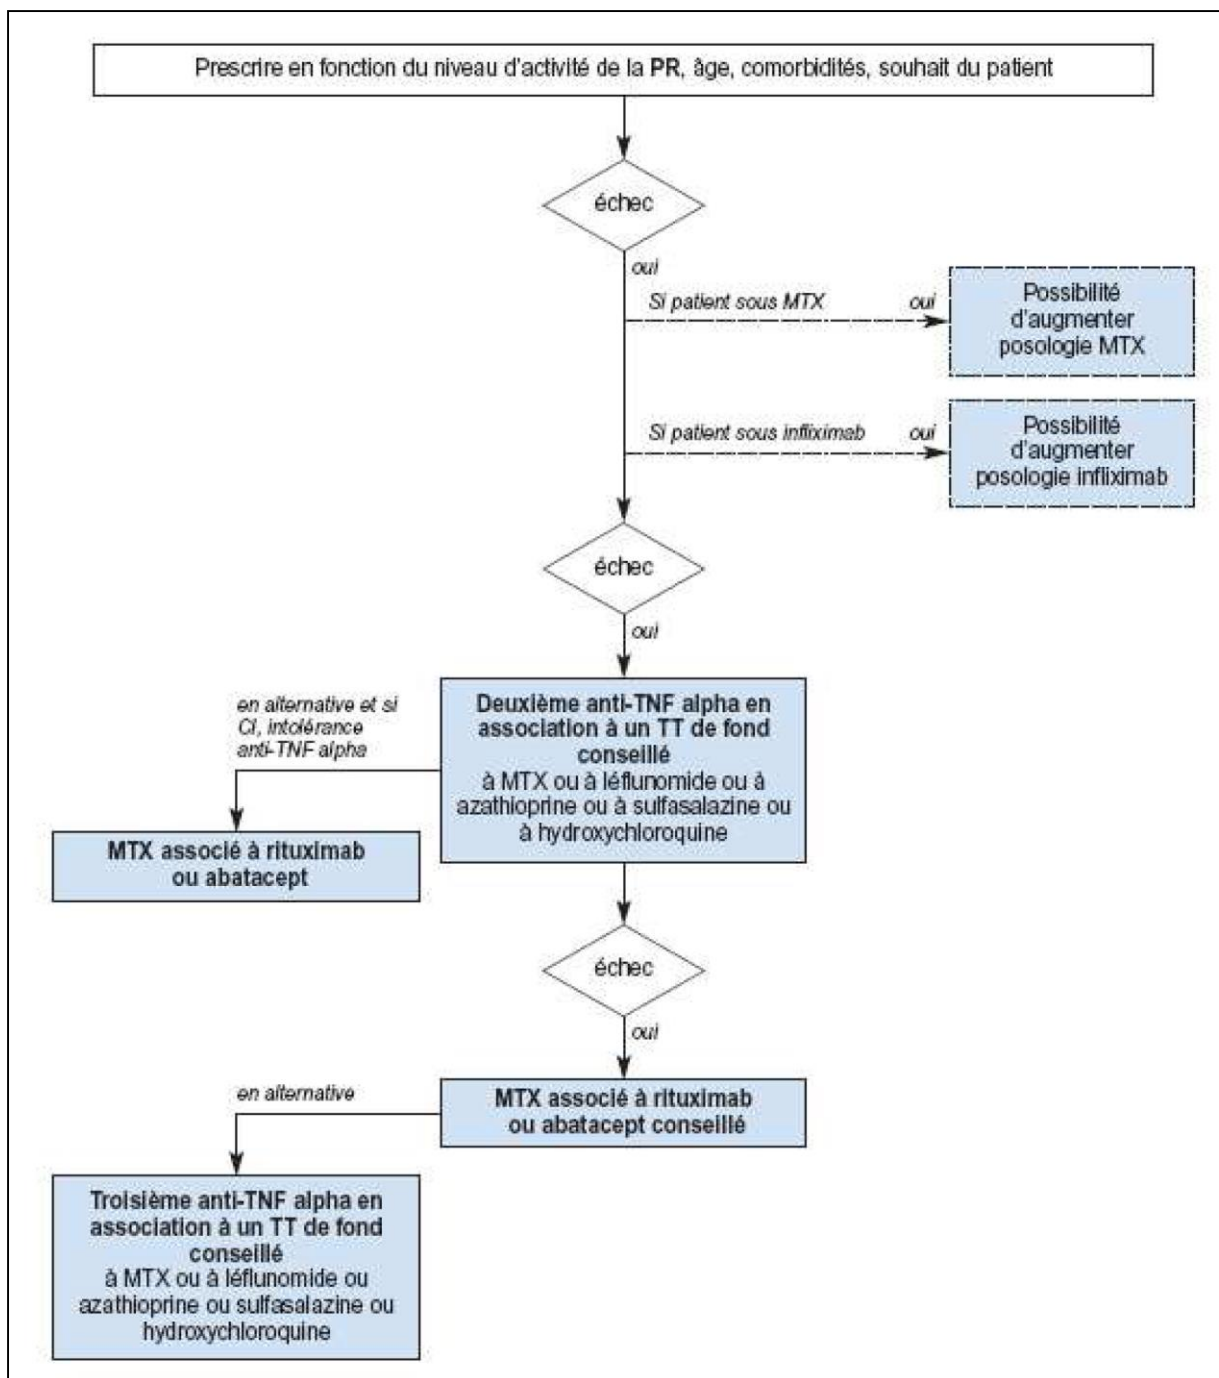 Prescrire en fonction du niveau d'activité de la PR, âge, comorbidités, souhait du patient
échec
oui
Si patient sous MTX oui
Possibilité
d'augmenter
posologie MTX
Si patient sous infliximab oui
Possibilité
d'augmenter
posologie infliximab
échec
oui
en alternative et si
CI, intolérance
anti-TNF alpha
Deuxième anti-TNF alpha en
association à un TT de fond
conseillé
à MTX ou à léflunomide ou à
azathioprine ou à sulfasalazine ou
à hydroxychloroquine
MTX associé à rituximab
ou abatacept
échec
oui
en alternative
MTX associé à rituximab
ou abatacept conseillé
Troisième anti-TNF alpha en
association à un TT de fond
conseillé
à MTX ou à léflunomide ou
azathioprine ou sulfasalazine ou
hydroxychloroquine